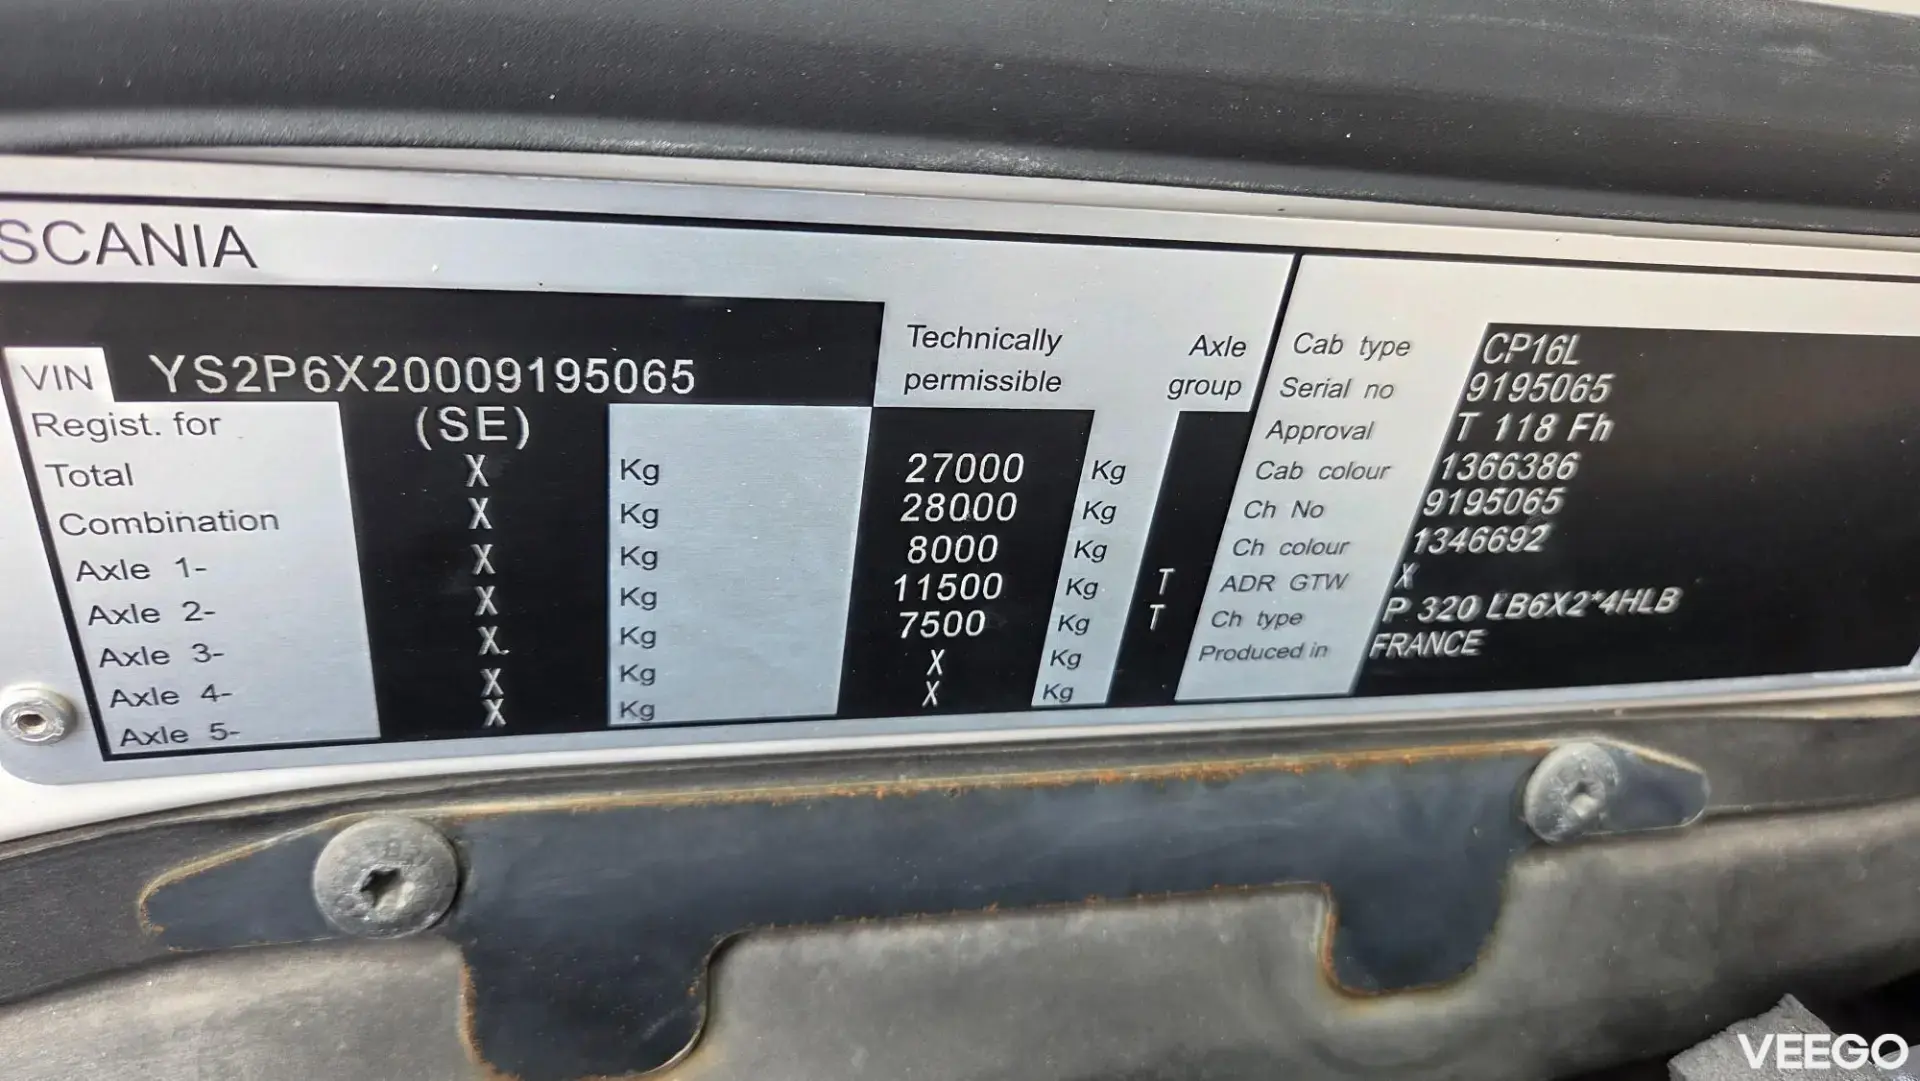 SCANIA
VIN YS2P6X20009195065
Regist. for (SE)
Technically permissible
Axle group
Total X Kg 27000 Kg
Combination X Kg 28000 Kg
Axle 1- X Kg 8000 Kg
Axle 2- X Kg 11500 Kg T
Axle 3- X. Kg 7500 Kg T
Axle 4- X Kg X Kg
Axle 5- X Kg X Kg
Cab type CP16L
Serial no 9195065
Approval T 118 Fh
Cab colour 1366386
Ch No 9195065
Ch colour 1346692
ADR GTW X
Ch type P 320 LB6X2*4HLB
Produced in FRANCE
VEEGO